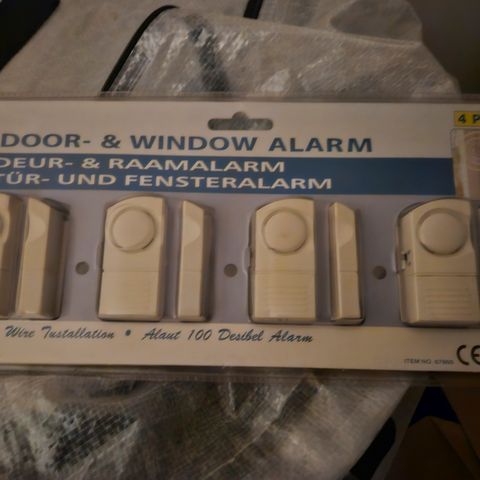 DOOR- & WINDOW ALARM
4 P
DEUR- & RAAMALARM
TÜR- UND FENSTERALARM
Wire Tustallation • Alaut 100 Desibel Alarm
ITEM NO.
CE